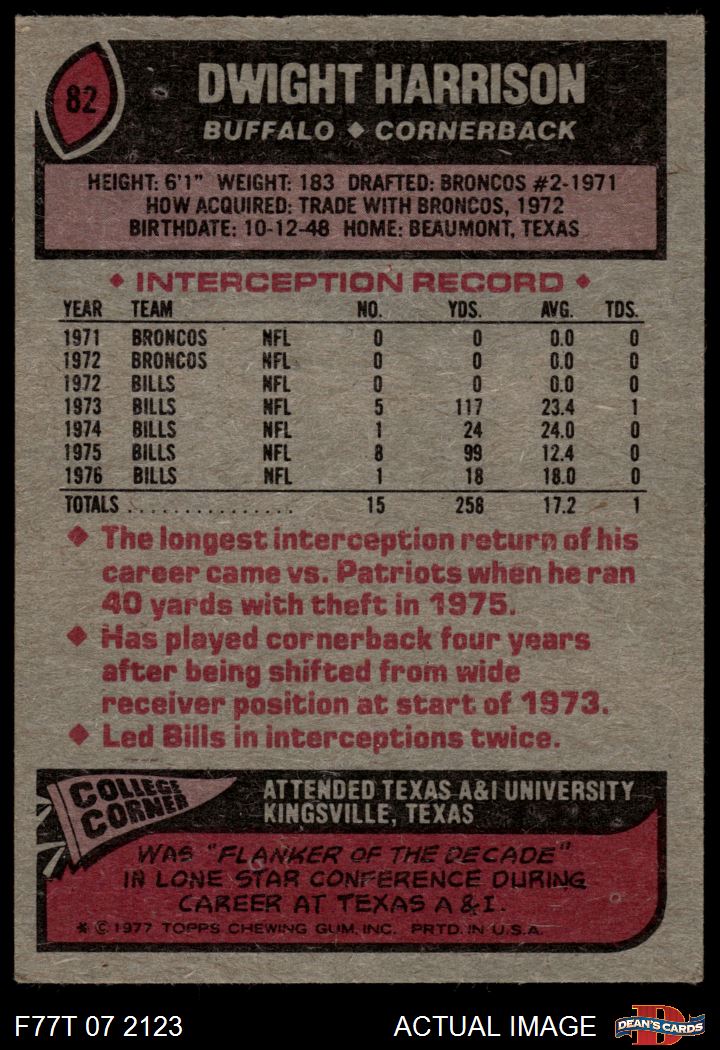 82
DWIGHT HARRISON
BUFFALO ◆ CORNERBACK
HEIGHT: 6'1" WEIGHT: 183 DRAFTED: BRONCOS #2-1971
HOW ACQUIRED: TRADE WITH BRONCOS, 1972
BIRTHDATE: 10-12-48 HOME: BEAUMONT, TEXAS
◆ INTERCEPTION RECORD ◆
YEAR TEAM NO. YDS. AVG. TDS.
1971 BRONCOS NFL 0 0 0.0 0
1972 BRONCOS NFL 0 0 0.0 0
1972 BILLS NFL 0 0 0.0 0
1973 BILLS NFL 5 117 23.4 1
1974 BILLS NFL 1 24 24.0 0
1975 BILLS NFL 8 99 12.4 0
1976 BILLS NFL 1 18 18.0 0
TOTALS . . . . . . . . . . . . . . . 15 258 17.2 1
◆ The longest interception return of his
career came vs. Patriots when he ran
40 yards with theft in 1975.
◆ Has played cornerback four years
after being shifted from wide
receiver position at start of 1973.
◆ Led Bills in interceptions twice.
COLLEGE
CORNER
ATTENDED TEXAS A&I UNIVERSITY
KINGSVILLE, TEXAS
WAS "FLANKER OF THE DECADE"
IN LONE STAR CONFERENCE DURING
CAREER AT TEXAS A & I.
* © 1977 TOPPS CHEWING GUM, INC. PRTD. IN U.S.A.
F77T 07 2123 ACTUAL IMAGE DEAN'S CARDS